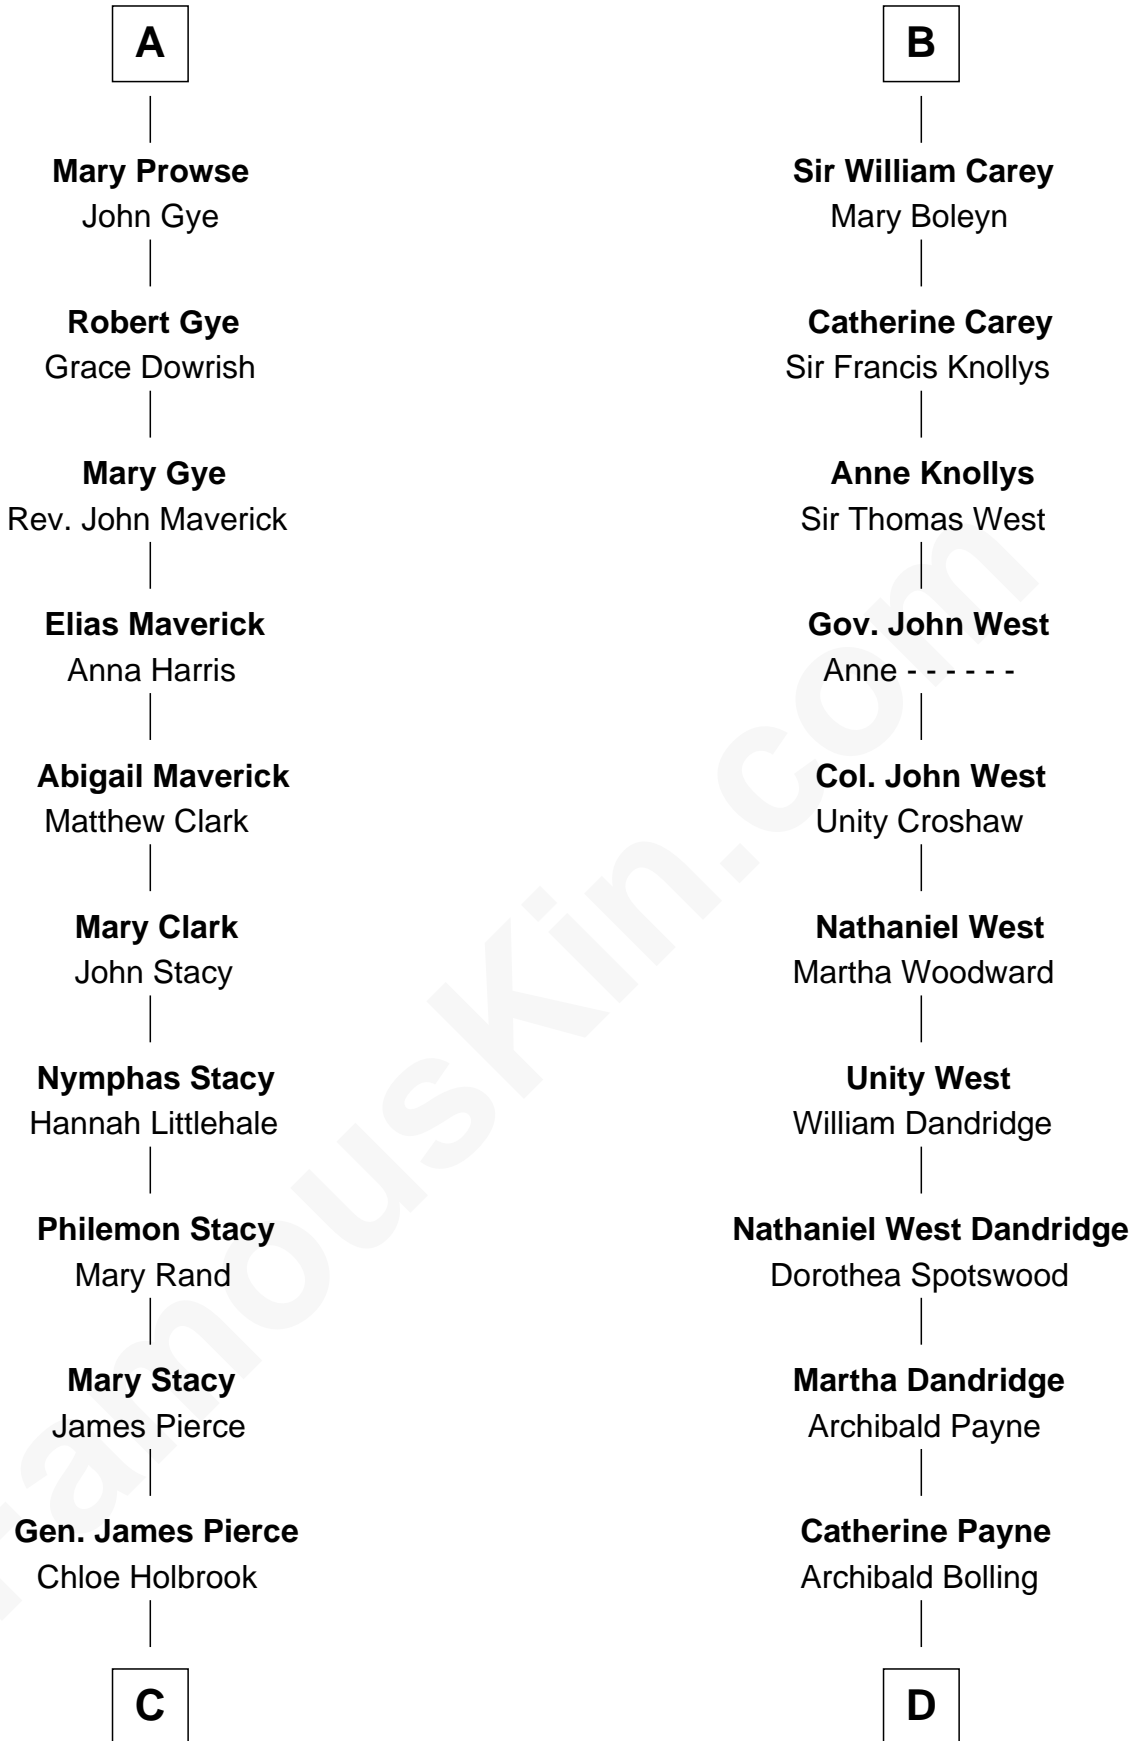 A
Mary Prowse
John Gye
Robert Gye
Grace Dowrish
Mary Gye
Rev. John Maverick
Elias Maverick
Anna Harris
Abigail Maverick
Matthew Clark
Mary Clark
John Stacy
Nymphas Stacy
Hannah Littlehale
Philemon Stacy
Mary Rand
Mary Stacy
James Pierce
Gen. James Pierce
Chloe Holbrook
C
B
Sir William Carey
Mary Boleyn
Catherine Carey
Sir Francis Knollys
Anne Knollys
Sir Thomas West
Gov. John West
Anne - - - - - -
Col. John West
Unity Croshaw
Nathaniel West
Martha Woodward
Unity West
William Dandridge
Nathaniel West Dandridge
Dorothea Spotswood
Martha Dandridge
Archibald Payne
Catherine Payne
Archibald Bolling
D
FamousKin.com